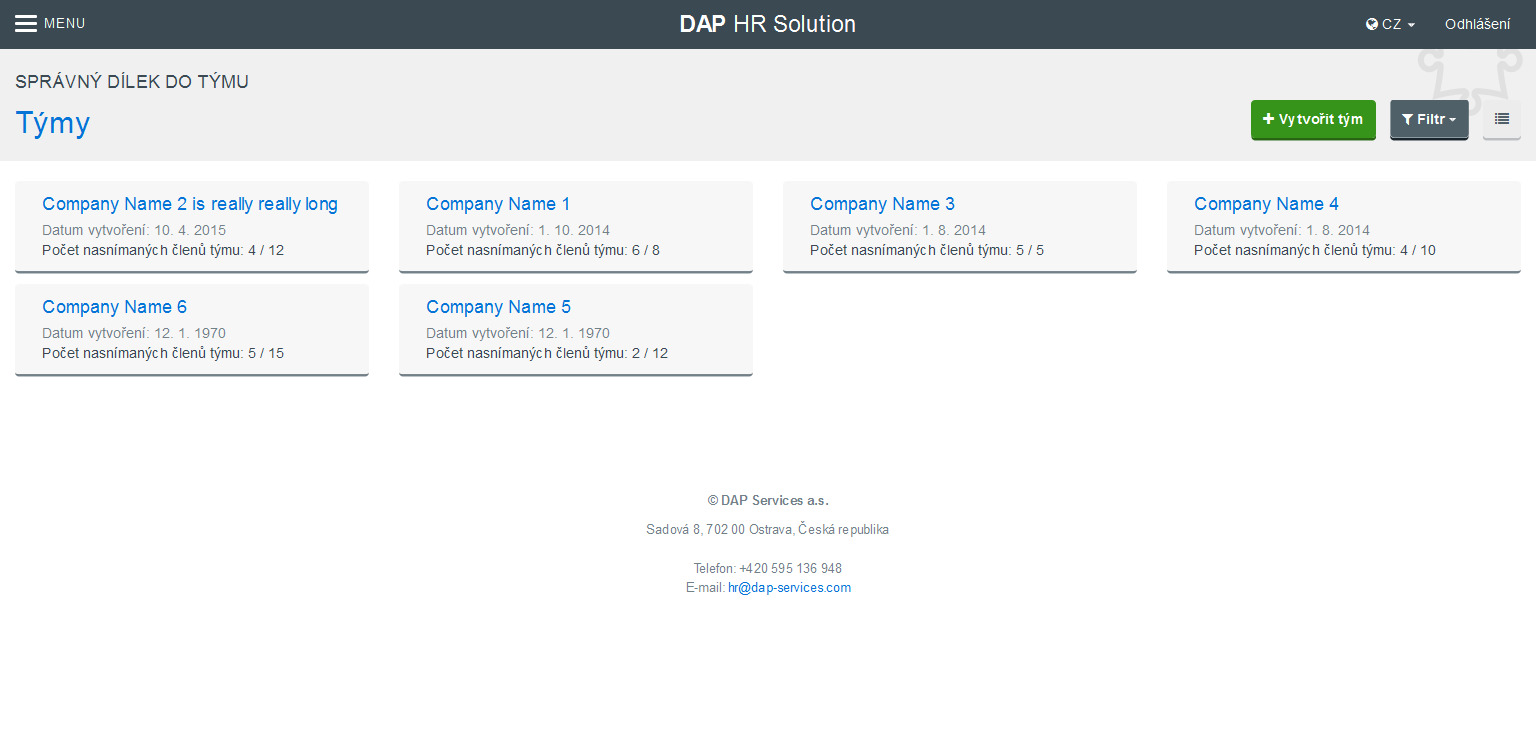 MENU
DAP HR Solution
CZ
Odhlášení
SPRÁVNÝ DÍLEK DO TÝMU
Týmy
Vytvořit tým
Filtr
Company Name 2 is really really long
Datum vytvoření: 10. 4. 2015
Počet nasnímaných členů týmu: 4 / 12
Company Name 1
Datum vytvoření: 1. 10. 2014
Počet nasnímaných členů týmu: 6 / 8
Company Name 3
Datum vytvoření: 1. 8. 2014
Počet nasnímaných členů týmu: 5 / 5
Company Name 4
Datum vytvoření: 1. 8. 2014
Počet nasnímaných členů týmu: 4 / 10
Company Name 6
Datum vytvoření: 12. 1. 1970
Počet nasnímaných členů týmu: 5 / 15
Company Name 5
Datum vytvoření: 12. 1. 1970
Počet nasnímaných členů týmu: 2 / 12
© DAP Services a.s.
Sadová 8, 702 00 Ostrava, Česká republika
Telefon: +420 595 136 948
E-mail: hr@dap-services.com